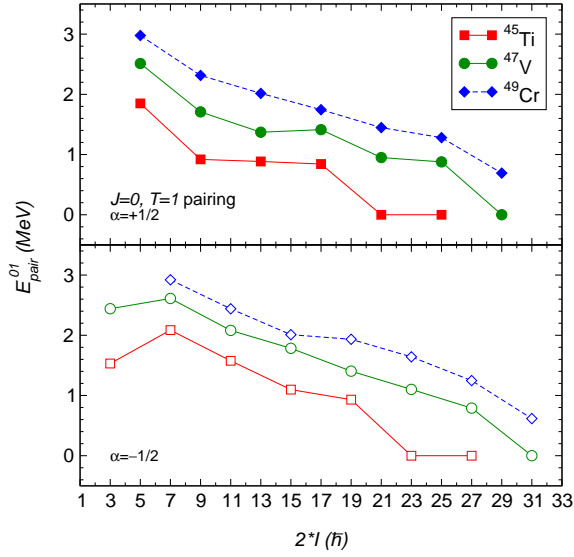 ⁴⁵Ti
⁴⁷V
⁴⁹Cr
3
2
1
0
J=0, T=1 pairing
α=+1/2
E⁰¹pair (MeV)
3
2
1
0
α=−1/2
1 3 5 7 9 11 13 15 17 19 21 23 25 27 29 31 33
2*I (ℏ)